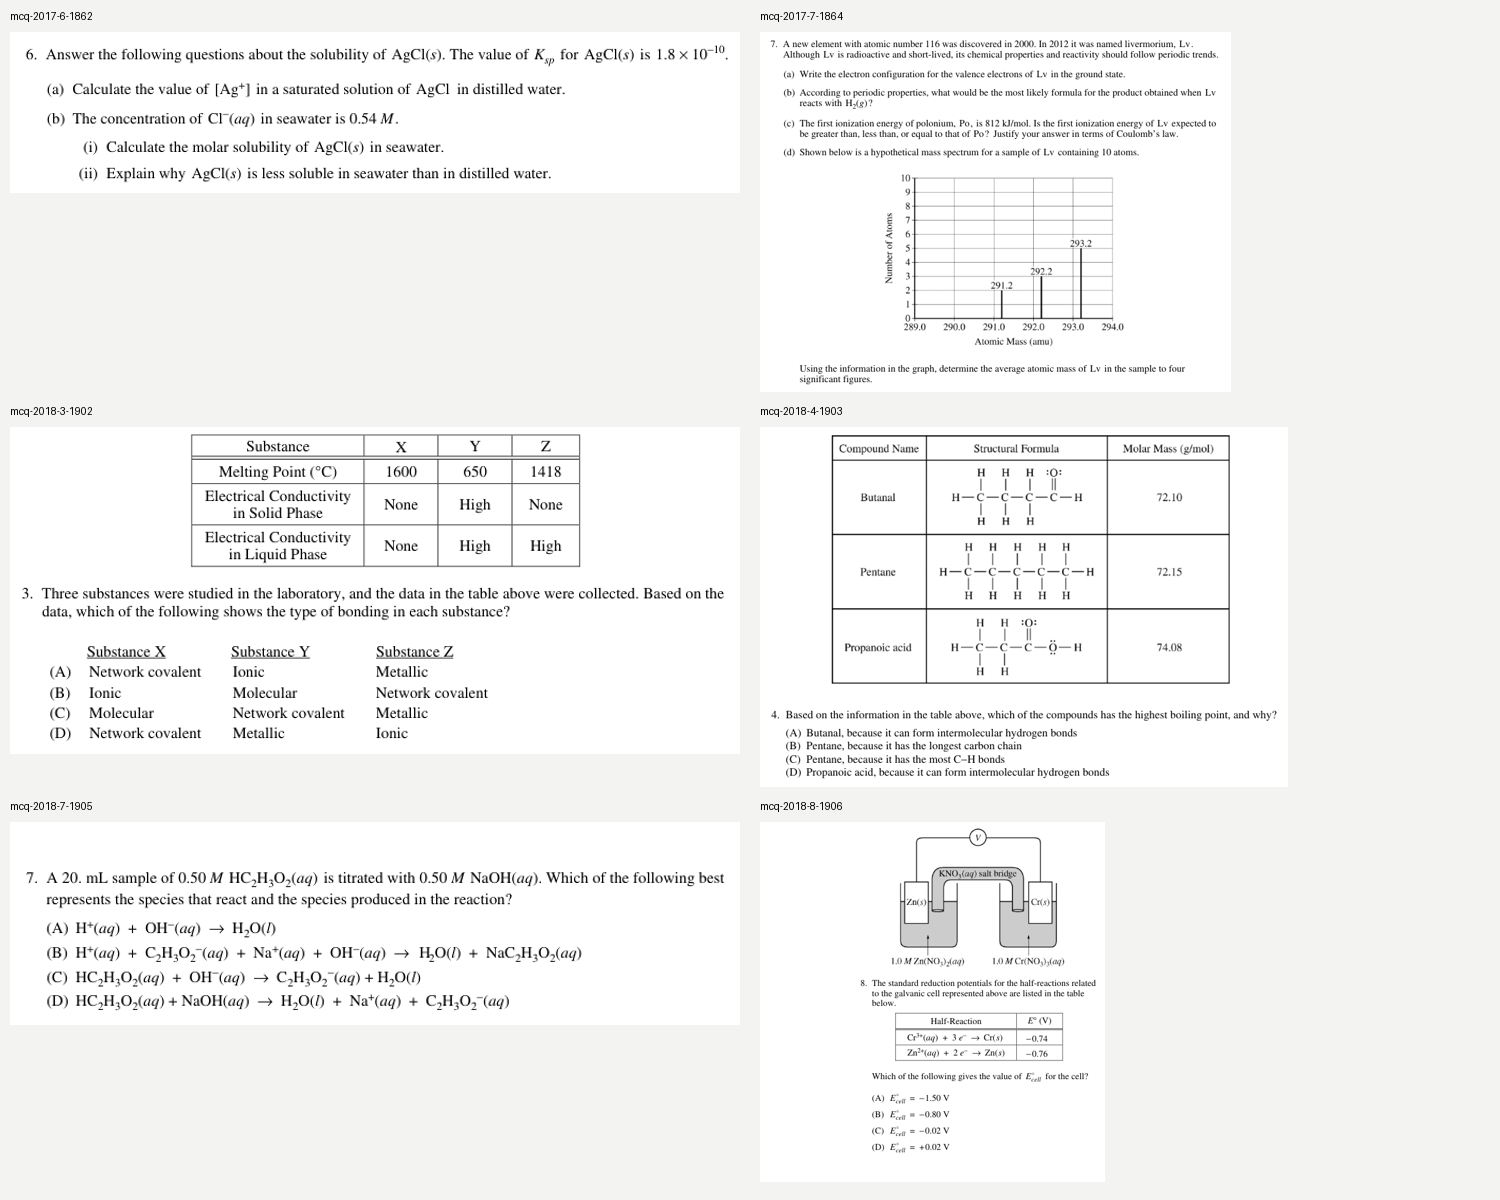 mcq-2017-6-1862
6. Answer the following questions about the solubility of AgCl(s). The value of Ksp for AgCl(s) is 1.8 × 10⁻¹⁰.
(a) Calculate the value of [Ag⁺] in a saturated solution of AgCl in distilled water.
(b) The concentration of Cl⁻(aq) in seawater is 0.54 M.
(i) Calculate the molar solubility of AgCl(s) in seawater.
(ii) Explain why AgCl(s) is less soluble in seawater than in distilled water.
mcq-2017-7-1864
7. A new element with atomic number 116 was discovered in 2000. In 2012 it was named livermorium, Lv.
Although Lv is radioactive and short-lived, its chemical properties and reactivity should follow periodic trends.
(a) Write the electron configuration for the valence electrons of Lv in the ground state.
(b) According to periodic properties, what would be the most likely formula for the product obtained when Lv
reacts with H₂(g)?
(c) The first ionization energy of polonium, Po, is 812 kJ/mol. Is the first ionization energy of Lv expected to
be greater than, less than, or equal to that of Po? Justify your answer in terms of Coulomb's law.
(d) Shown below is a hypothetical mass spectrum for a sample of Lv containing 10 atoms.
10
9
8
7
6
5
4
3
2
1
0
Number of Atoms
291.2
292.2
293.2
289.0 290.0 291.0 292.0 293.0 294.0
Atomic Mass (amu)
Using the information in the graph, determine the average atomic mass of Lv in the sample to four
significant figures.
mcq-2018-3-1902
Substance X Y Z
Melting Point (°C) 1600 650 1418
Electrical Conductivity
in Solid Phase None High None
Electrical Conductivity
in Liquid Phase None High High
3. Three substances were studied in the laboratory, and the data in the table above were collected. Based on the
data, which of the following shows the type of bonding in each substance?
Substance X Substance Y Substance Z
(A) Network covalent Ionic Metallic
(B) Ionic Molecular Network covalent
(C) Molecular Network covalent Metallic
(D) Network covalent Metallic Ionic
mcq-2018-4-1903
Compound Name Structural Formula Molar Mass (g/mol)
H H H :O:
Butanal H—C—C—C—C—H 72.10
H H H
H H H H H
Pentane H—C—C—C—C—C—H 72.15
H H H H H
H H :O:
Propanoic acid H—C—C—C—Ö—H 74.08
H H
4. Based on the information in the table above, which of the compounds has the highest boiling point, and why?
(A) Butanal, because it can form intermolecular hydrogen bonds
(B) Pentane, because it has the longest carbon chain
(C) Pentane, because it has the most C–H bonds
(D) Propanoic acid, because it can form intermolecular hydrogen bonds
mcq-2018-7-1905
7. A 20. mL sample of 0.50 M HC₂H₃O₂(aq) is titrated with 0.50 M NaOH(aq). Which of the following best
represents the species that react and the species produced in the reaction?
(A) H⁺(aq) + OH⁻(aq) → H₂O(l)
(B) H⁺(aq) + C₂H₃O₂⁻(aq) + Na⁺(aq) + OH⁻(aq) → H₂O(l) + NaC₂H₃O₂(aq)
(C) HC₂H₃O₂(aq) + OH⁻(aq) → C₂H₃O₂⁻(aq) + H₂O(l)
(D) HC₂H₃O₂(aq) + NaOH(aq) → H₂O(l) + Na⁺(aq) + C₂H₃O₂⁻(aq)
mcq-2018-8-1906
V
KNO₃(aq) salt bridge
Zn(s) Cr(s)
1.0 M Zn(NO₃)₂(aq) 1.0 M Cr(NO₃)₃(aq)
8. The standard reduction potentials for the half-reactions related
to the galvanic cell represented above are listed in the table
below.
Half-Reaction E° (V)
Cr³⁺(aq) + 3 e⁻ → Cr(s) −0.74
Zn²⁺(aq) + 2 e⁻ → Zn(s) −0.76
Which of the following gives the value of E°cell for the cell?
(A) E°cell = −1.50 V
(B) E°cell = −0.80 V
(C) E°cell = −0.02 V
(D) E°cell = +0.02 V